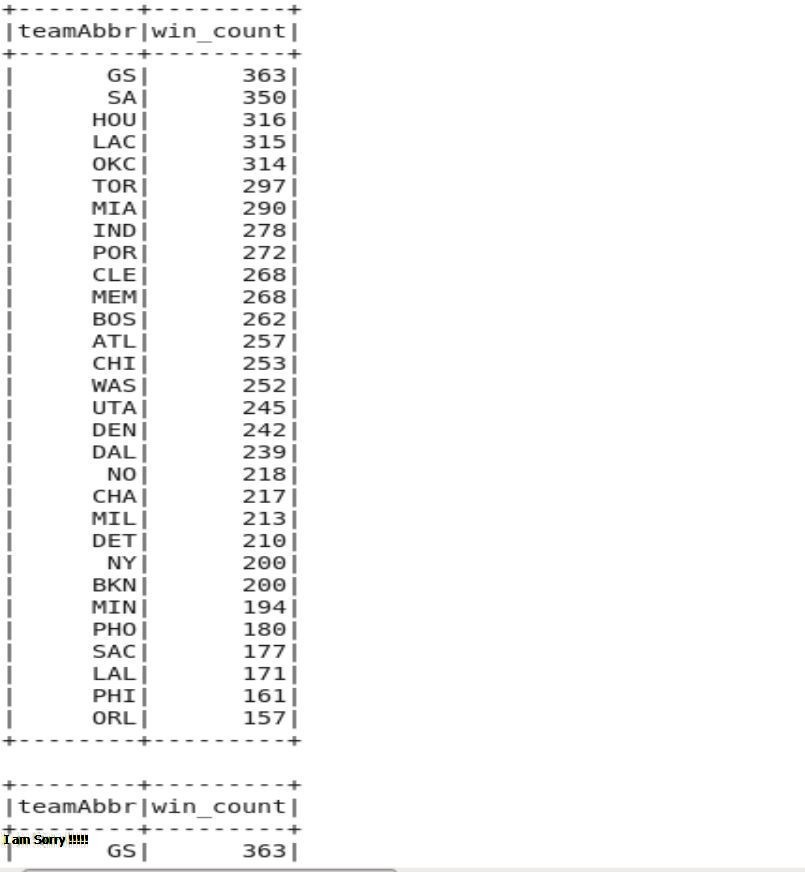 +--------+---------+
|teamAbbr|win_count|
+--------+---------+
|      GS|      363|
|      SA|      350|
|     HOU|      316|
|     LAC|      315|
|     OKC|      314|
|     TOR|      297|
|     MIA|      290|
|     IND|      278|
|     POR|      272|
|     CLE|      268|
|     MEM|      268|
|     BOS|      262|
|     ATL|      257|
|     CHI|      253|
|     WAS|      252|
|     UTA|      245|
|     DEN|      242|
|     DAL|      239|
|      NO|      218|
|     CHA|      217|
|     MIL|      213|
|     DET|      210|
|      NY|      200|
|     BKN|      200|
|     MIN|      194|
|     PHO|      180|
|     SAC|      177|
|     LAL|      171|
|     PHI|      161|
|     ORL|      157|
+--------+---------+
+--------+---------+
|teamAbbr|win_count|
+--------+---------+
I am Sorry !!!!!
|      GS|      363|